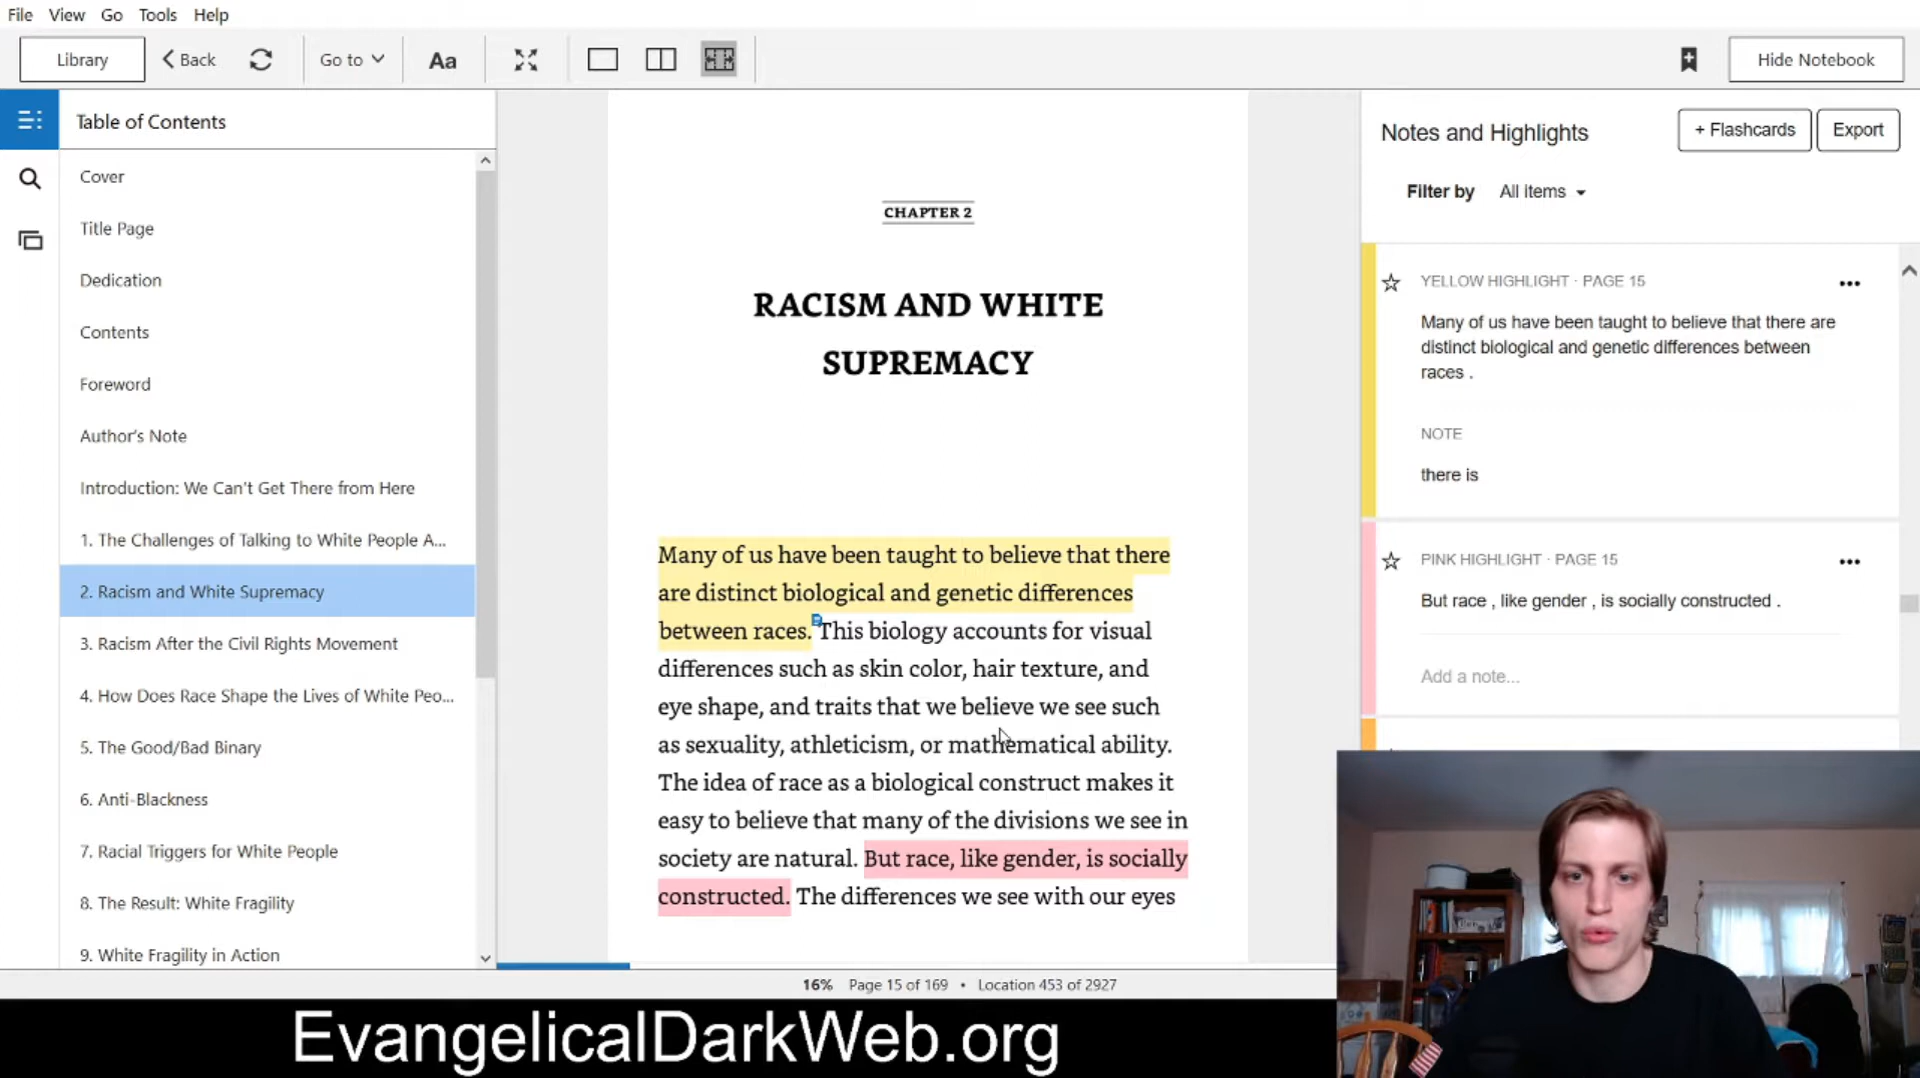 File View Go Tools Help
Library Back Go to Aa Hide Notebook
Table of Contents
Cover
Title Page
Dedication
Contents
Foreword
Author's Note
Introduction: We Can't Get There from Here
1. The Challenges of Talking to White People A...
2. Racism and White Supremacy
3. Racism After the Civil Rights Movement
4. How Does Race Shape the Lives of White Peo...
5. The Good/Bad Binary
6. Anti-Blackness
7. Racial Triggers for White People
8. The Result: White Fragility
9. White Fragility in Action
CHAPTER 2
RACISM AND WHITE
SUPREMACY
Many of us have been taught to believe that there
are distinct biological and genetic differences
between races. This biology accounts for visual
differences such as skin color, hair texture, and
eye shape, and traits that we believe we see such
as sexuality, athleticism, or mathematical ability.
The idea of race as a biological construct makes it
easy to believe that many of the divisions we see in
society are natural. But race, like gender, is socially
constructed. The differences we see with our eyes
16% Page 15 of 169 • Location 453 of 2927
Notes and Highlights
+ Flashcards
Export
Filter by All items
YELLOW HIGHLIGHT · PAGE 15
Many of us have been taught to believe that there are
distinct biological and genetic differences between
races .
NOTE
there is
PINK HIGHLIGHT · PAGE 15
But race , like gender , is socially constructed .
Add a note...
EvangelicalDarkWeb.org